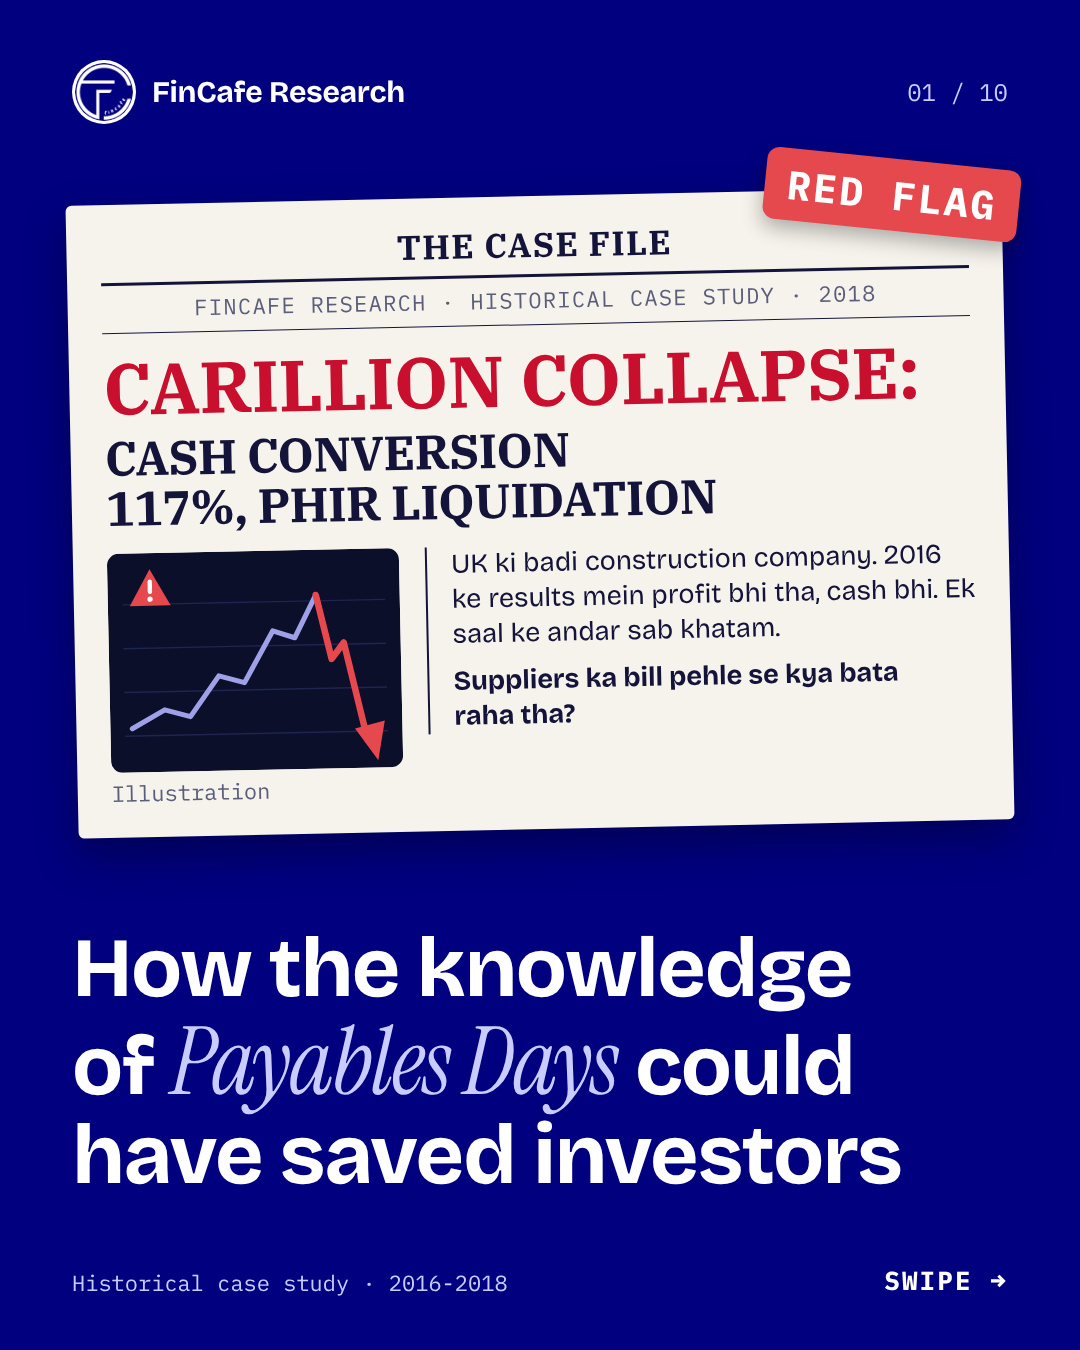 FinCafe Research
01 / 10
RED FLAG
THE CASE FILE
FINCAFE RESEARCH · HISTORICAL CASE STUDY · 2018
CARILLION COLLAPSE:
CASH CONVERSION
117%, PHIR LIQUIDATION
UK ki badi construction company. 2016
ke results mein profit bhi tha, cash bhi. Ek
saal ke andar sab khatam.
Suppliers ka bill pehle se kya bata
raha tha?
Illustration
How the knowledge
of Payables Days could
have saved investors
Historical case study · 2016-2018
SWIPE →